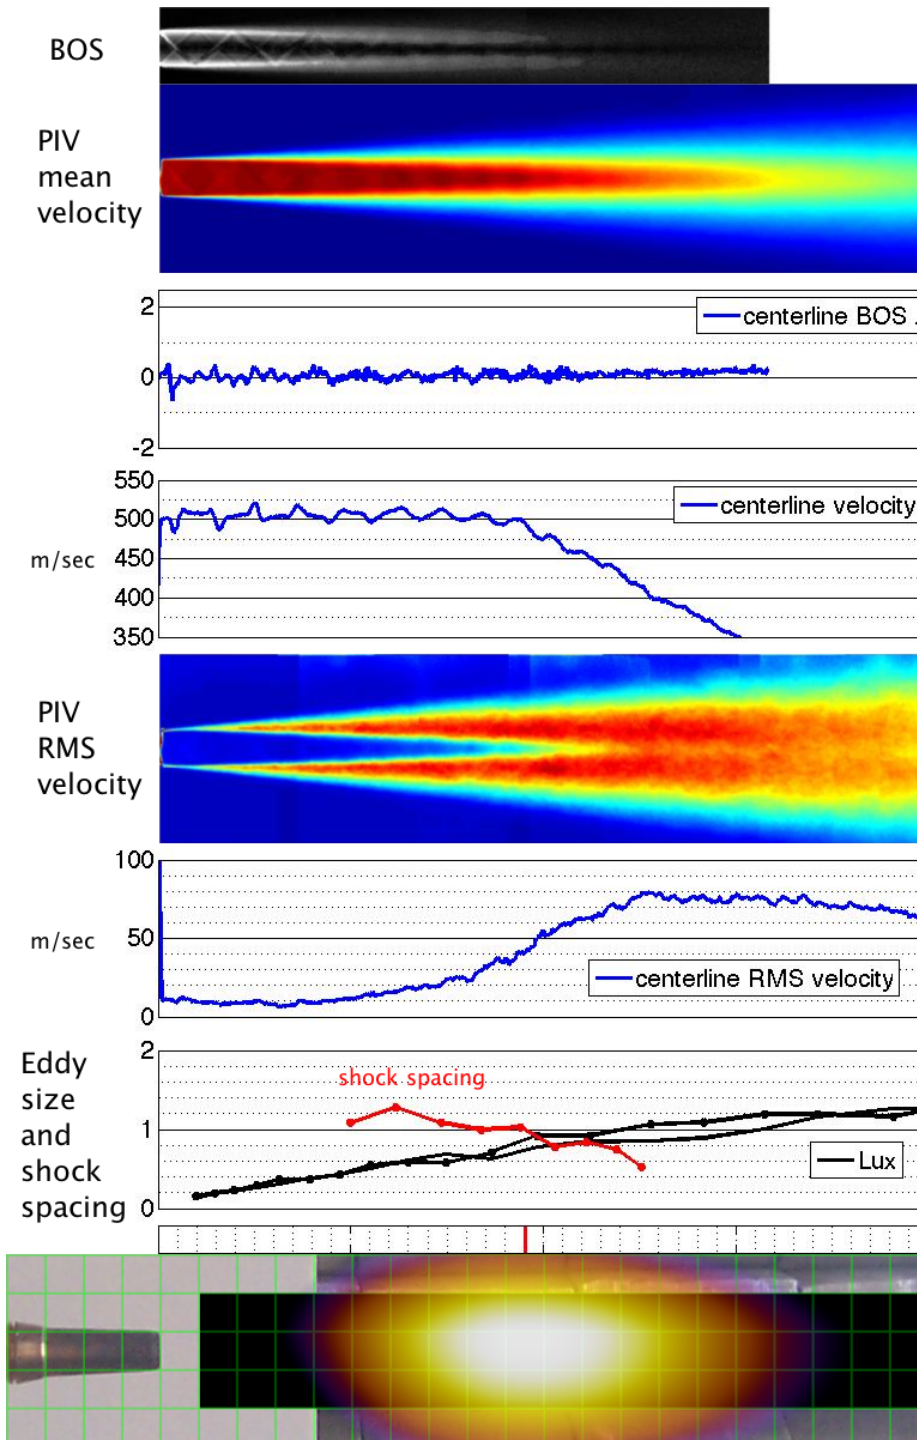 BOS
PIV
mean
velocity
2
0
-2
centerline BOS .
550
500
450
400
350
m/sec
centerline velocity
PIV
RMS
velocity
100
50
0
m/sec
centerline RMS velocity
Eddy
size
and
shock
spacing
2
1
0
shock spacing
Lux